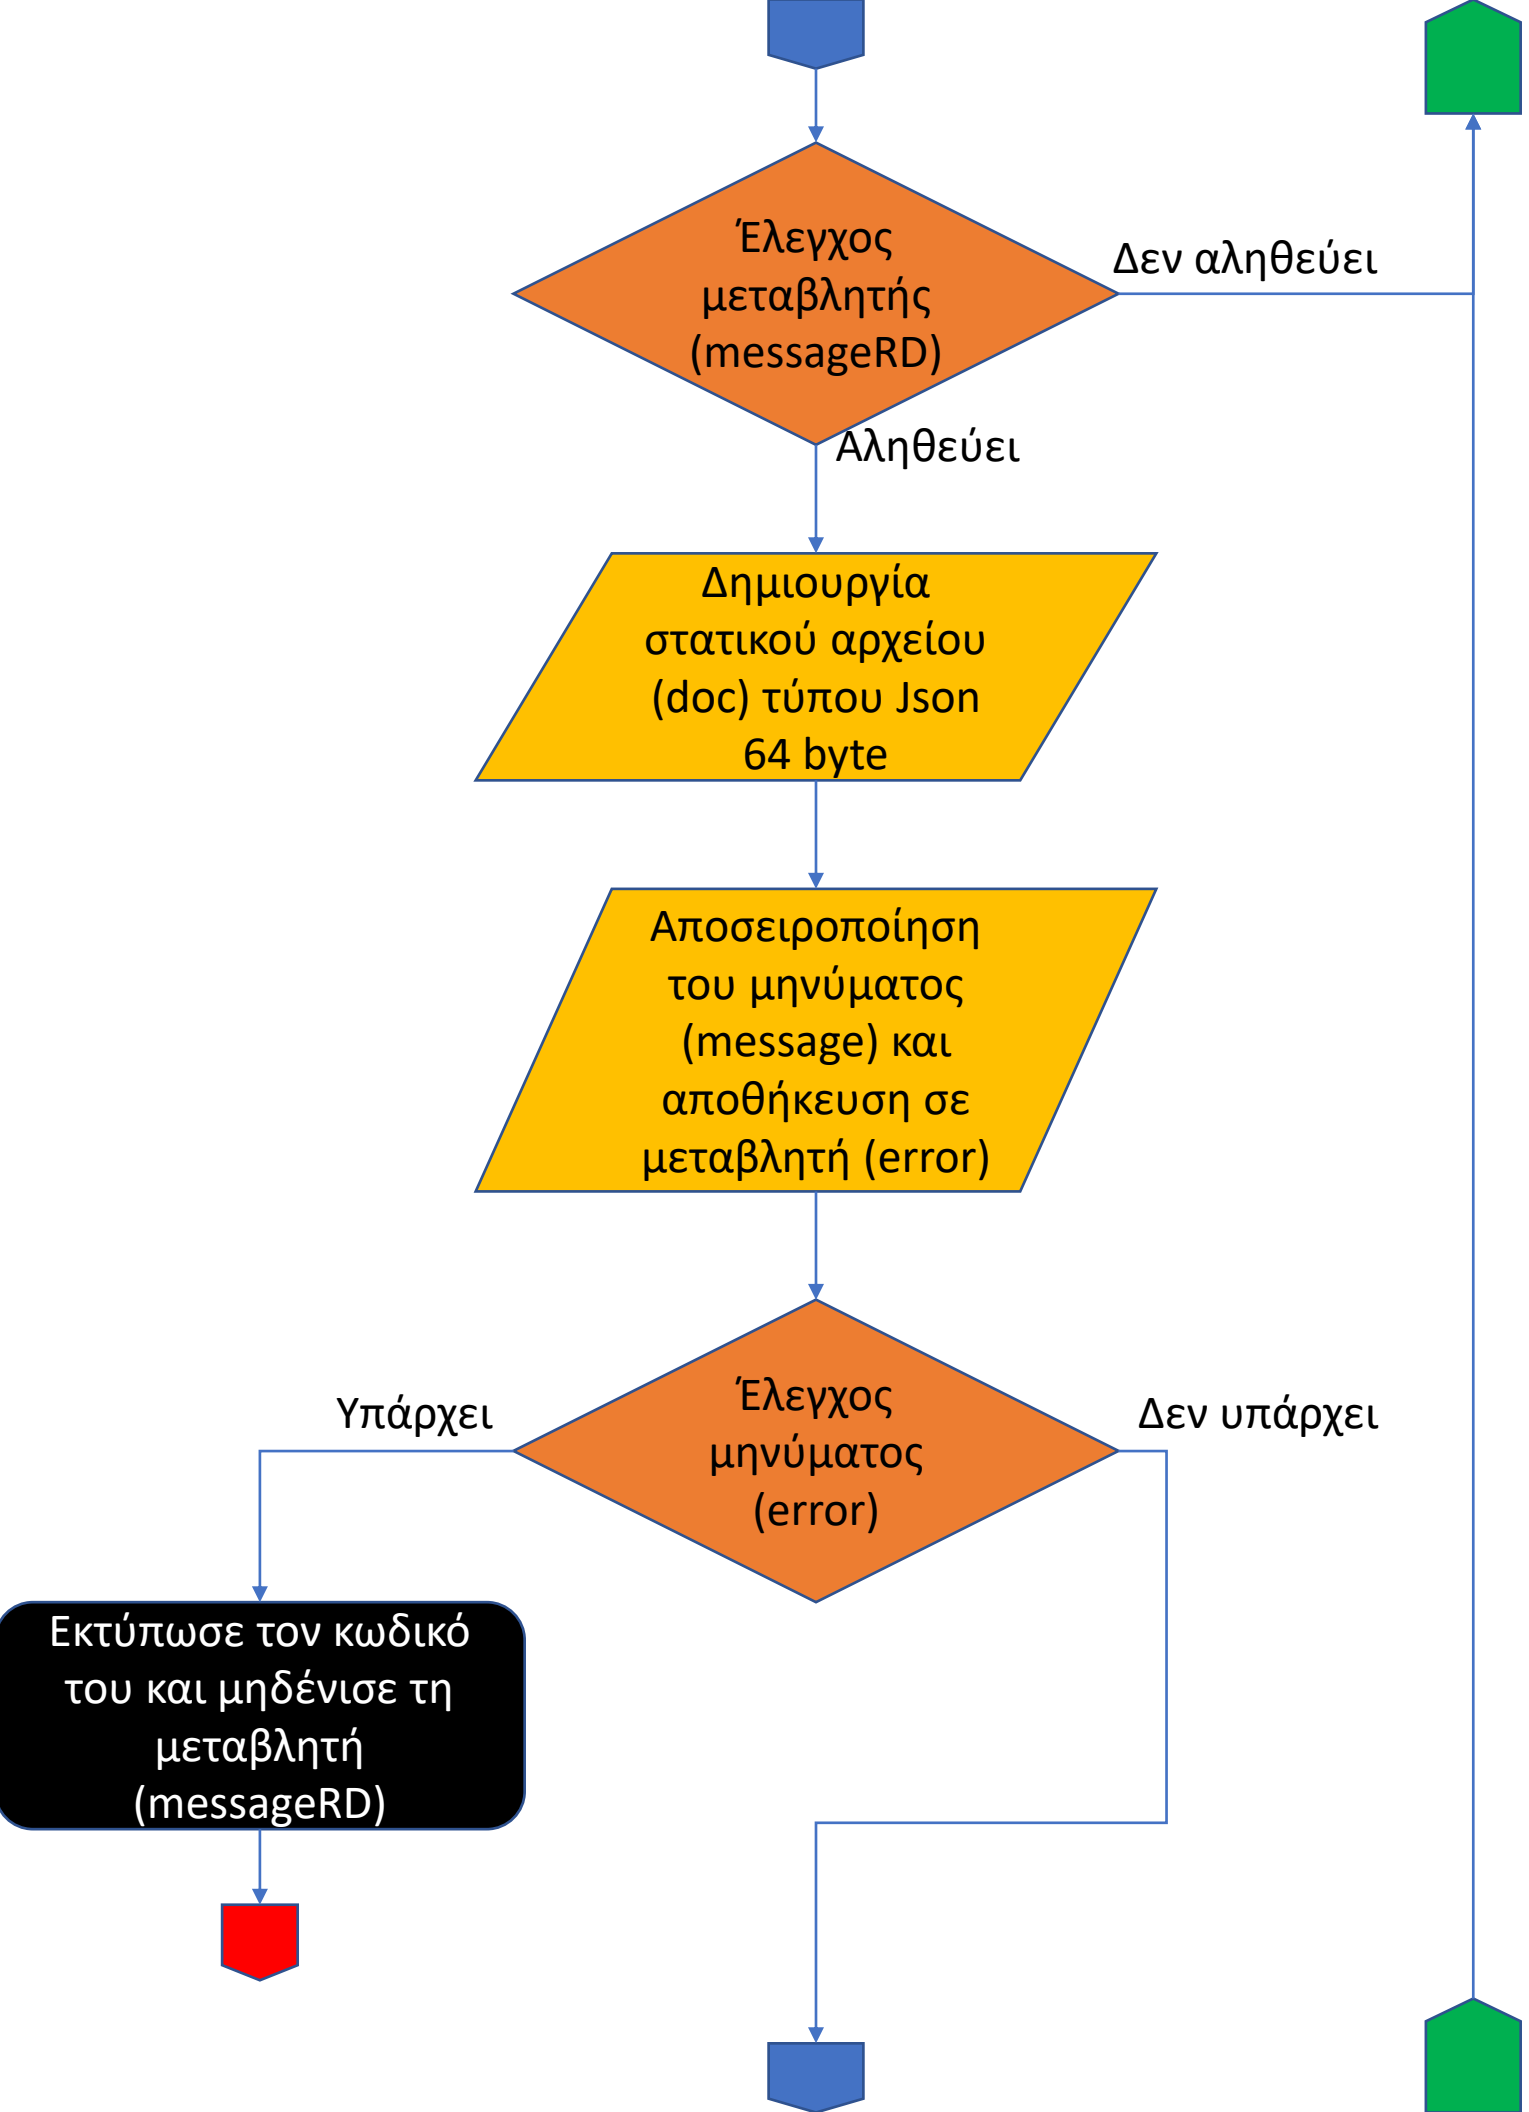 Έλεγχος
μεταβλητής
(messageRD)
Δεν αληθεύει
Αληθεύει
Δημιουργία
στατικού αρχείου
(doc) τύπου Json
64 byte
Αποσειροποίηση
του μηνύματος
(message) και
αποθήκευση σε
μεταβλητή (error)
Υπάρχει
Έλεγχος
μηνύματος
(error)
Δεν υπάρχει
Εκτύπωσε τον κωδικό
του και μηδένισε τη
μεταβλητή
(messageRD)